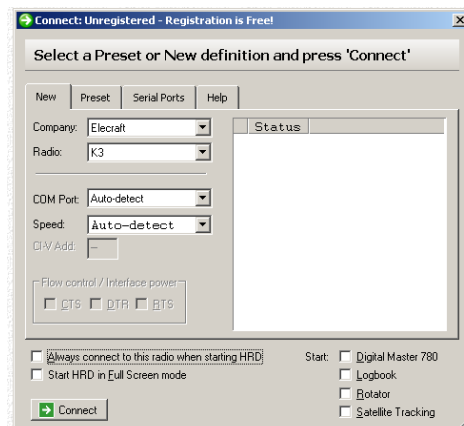 Connect: Unregistered - Registration is Free!
Select a Preset or New definition and press 'Connect'
New Preset Serial Ports Help
Company: Elecraft
Radio: K3
COM Port: Auto-detect
Speed: Auto-detect
CI-V Add: -
Flow control / Interface power
CTS DTR RTS
Status
Always connect to this radio when starting HRD
Start HRD in Full Screen mode
Start: Digital Master 780
Logbook
Rotator
Satellite Tracking
Connect